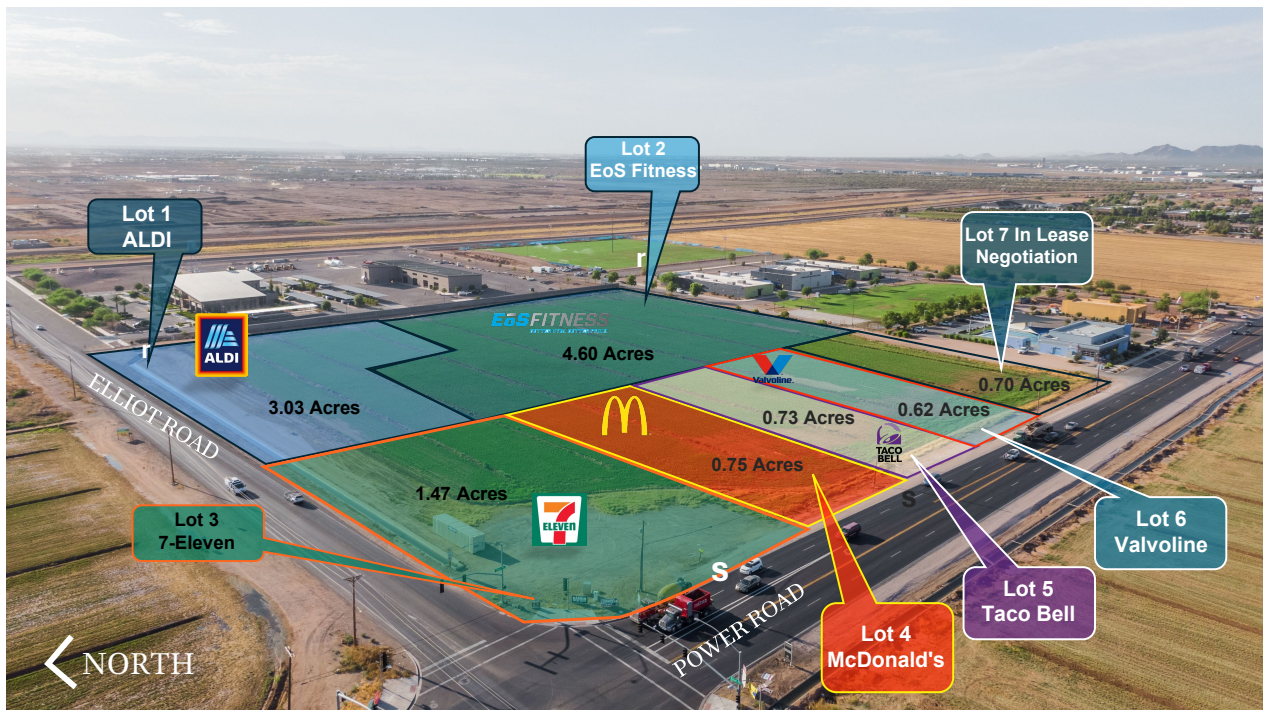 Lot 2
EoS Fitness
Lot 1
ALDI
Lot 7 In Lease
Negotiation
r
r
ALDI
EōSFITNESS
4.60 Acres
Valvoline.
0.70 Acres
3.03 Acres
0.73 Acres
0.62 Acres
ELLIOT ROAD
TACO
BELL
0.75 Acres
1.47 Acres
S
7
ELEVEN
Lot 3
7-Eleven
Lot 6
Valvoline
S
Lot 5
Taco Bell
POWER ROAD
Lot 4
McDonald's
NORTH